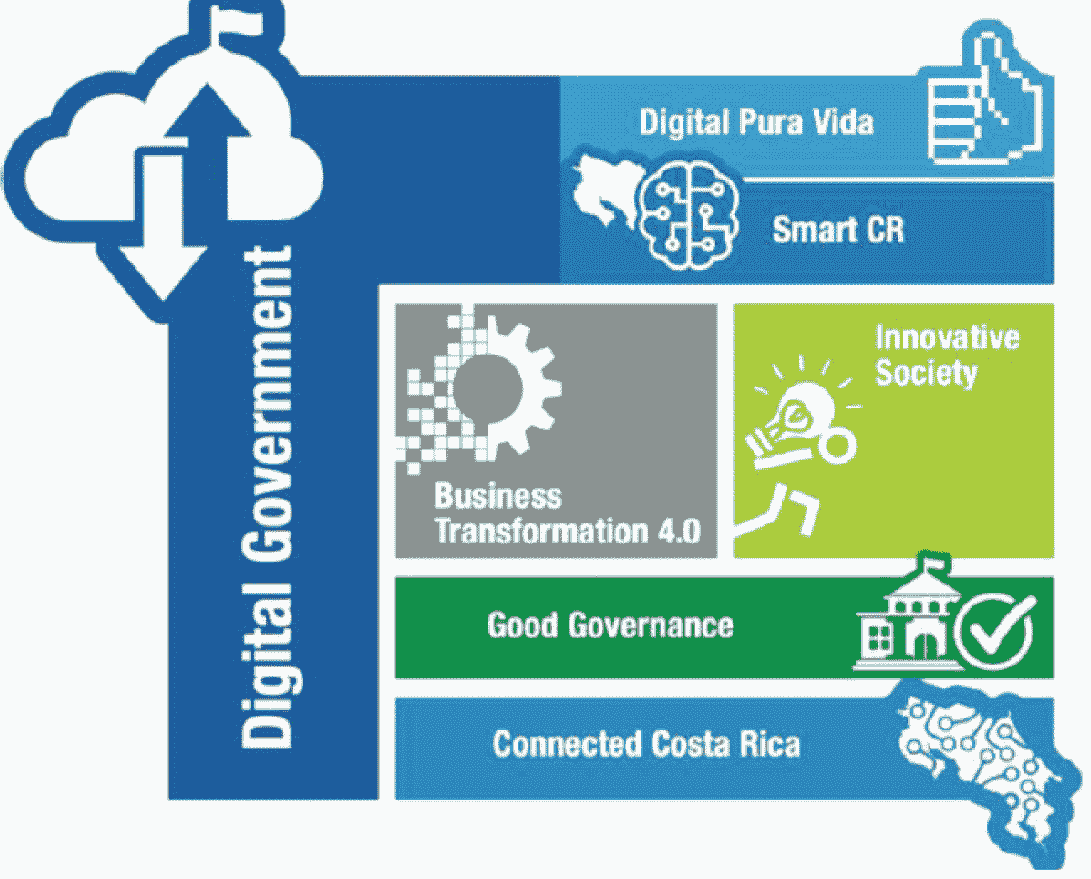 Digital Government
Digital Pura Vida
Smart CR
Business
Transformation 4.0
Innovative
Society
Good Governance
Connected Costa Rica